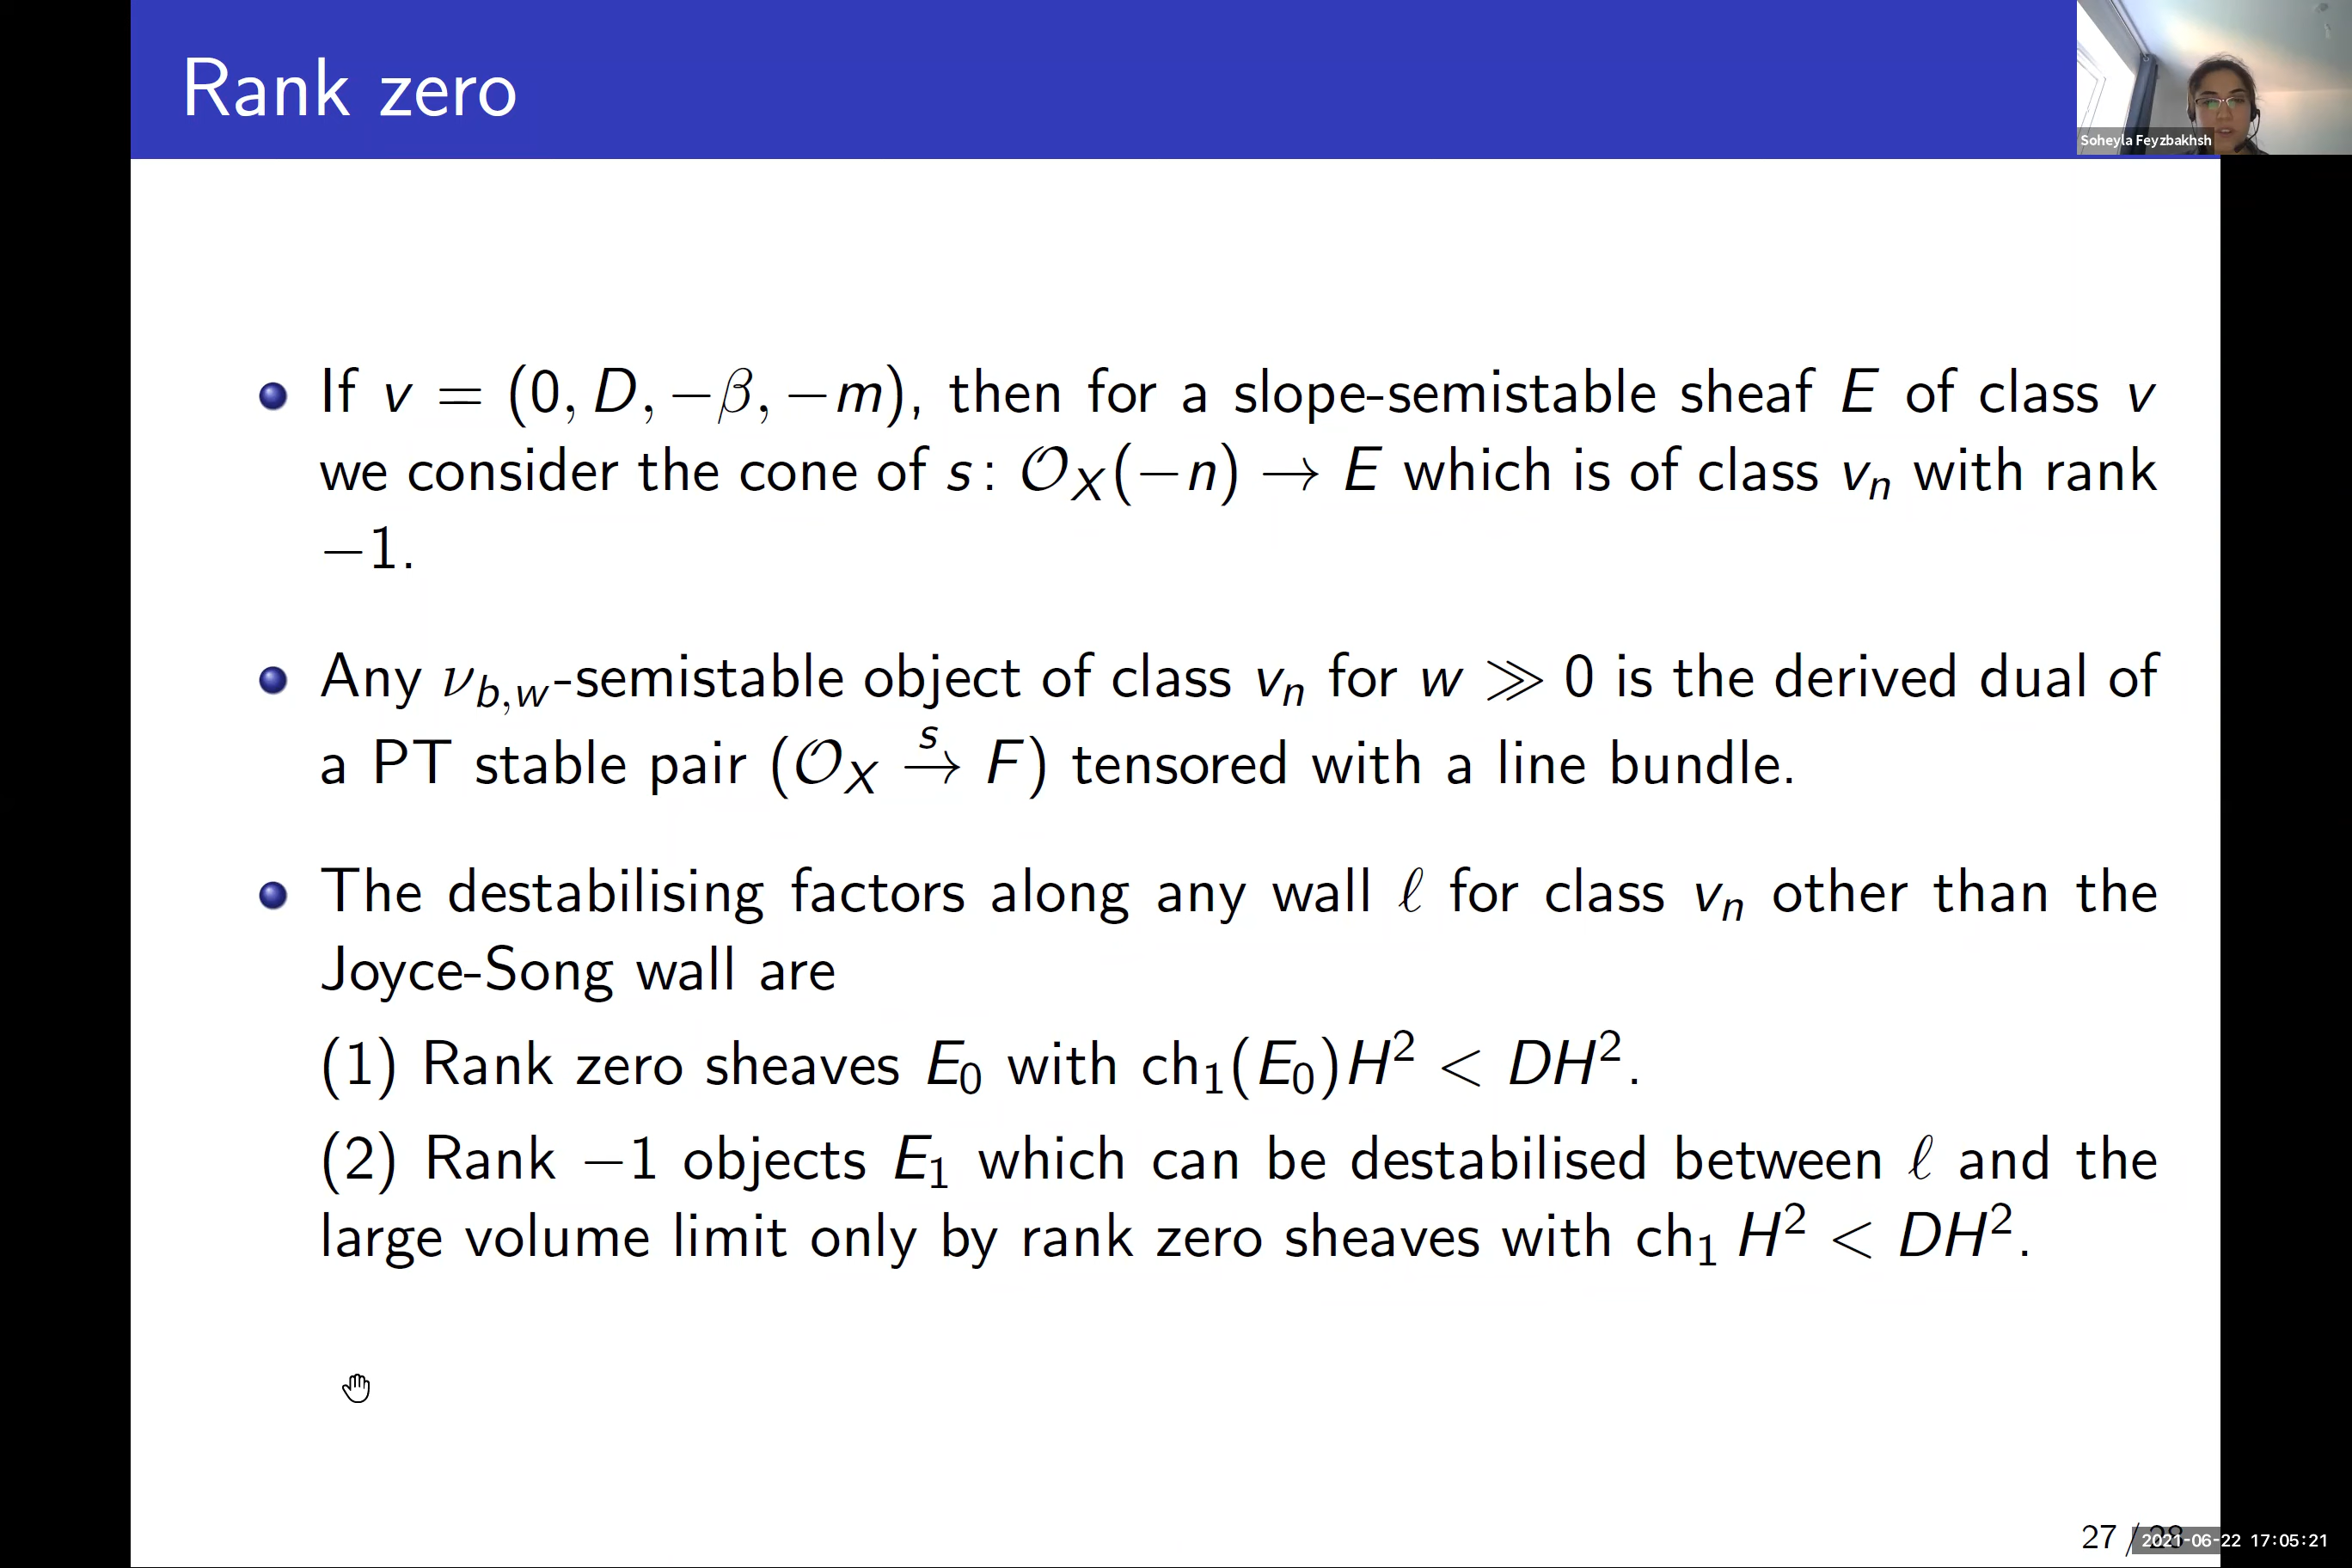 Rank zero
Soheyla Feyzbakhsh
If v = (0, D, −β, −m), then for a slope-semistable sheaf E of class v
we consider the cone of s: 𝒪_X(−n) → E which is of class v_n with rank
−1.
Any ν_{b,w}-semistable object of class v_n for w ≫ 0 is the derived dual of
a PT stable pair (𝒪_X →^s F) tensored with a line bundle.
The destabilising factors along any wall ℓ for class v_n other than the
Joyce-Song wall are
(1) Rank zero sheaves E_0 with ch_1(E_0)H^2 < DH^2.
(2) Rank −1 objects E_1 which can be destabilised between ℓ and the
large volume limit only by rank zero sheaves with ch_1 H^2 < DH^2.
27 / 28
2021-06-22 17:05:21